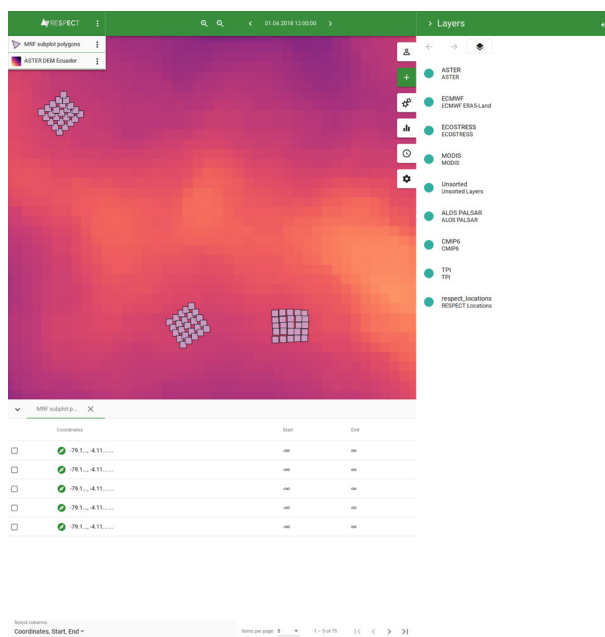 RESPECT
01.04.2018 12:00:00
Layers
MRF subplot polygons
ASTER DEM Ecuador
ASTER
ASTER
ECMWF
ECMWF ERA5-Land
ECOSTRESS
ECOSTRESS
MODIS
MODIS
Unsorted
Unsorted Layers
ALOS PALSAR
ALOS PALSAR
CMIP6
CMIP6
TPI
TPI
respect_locations
RESPECT Locations
MRF subplot p...
Coordinates Start End
-79.1..., -4.11... ... -∞ ∞
-79.1..., -4.11... ... -∞ ∞
-79.1..., -4.11... ... -∞ ∞
-79.1..., -4.11... ... -∞ ∞
-79.1..., -4.11... ... -∞ ∞
Select columns
Coordinates, Start, End
Items per page: 5 1 – 5 of 75